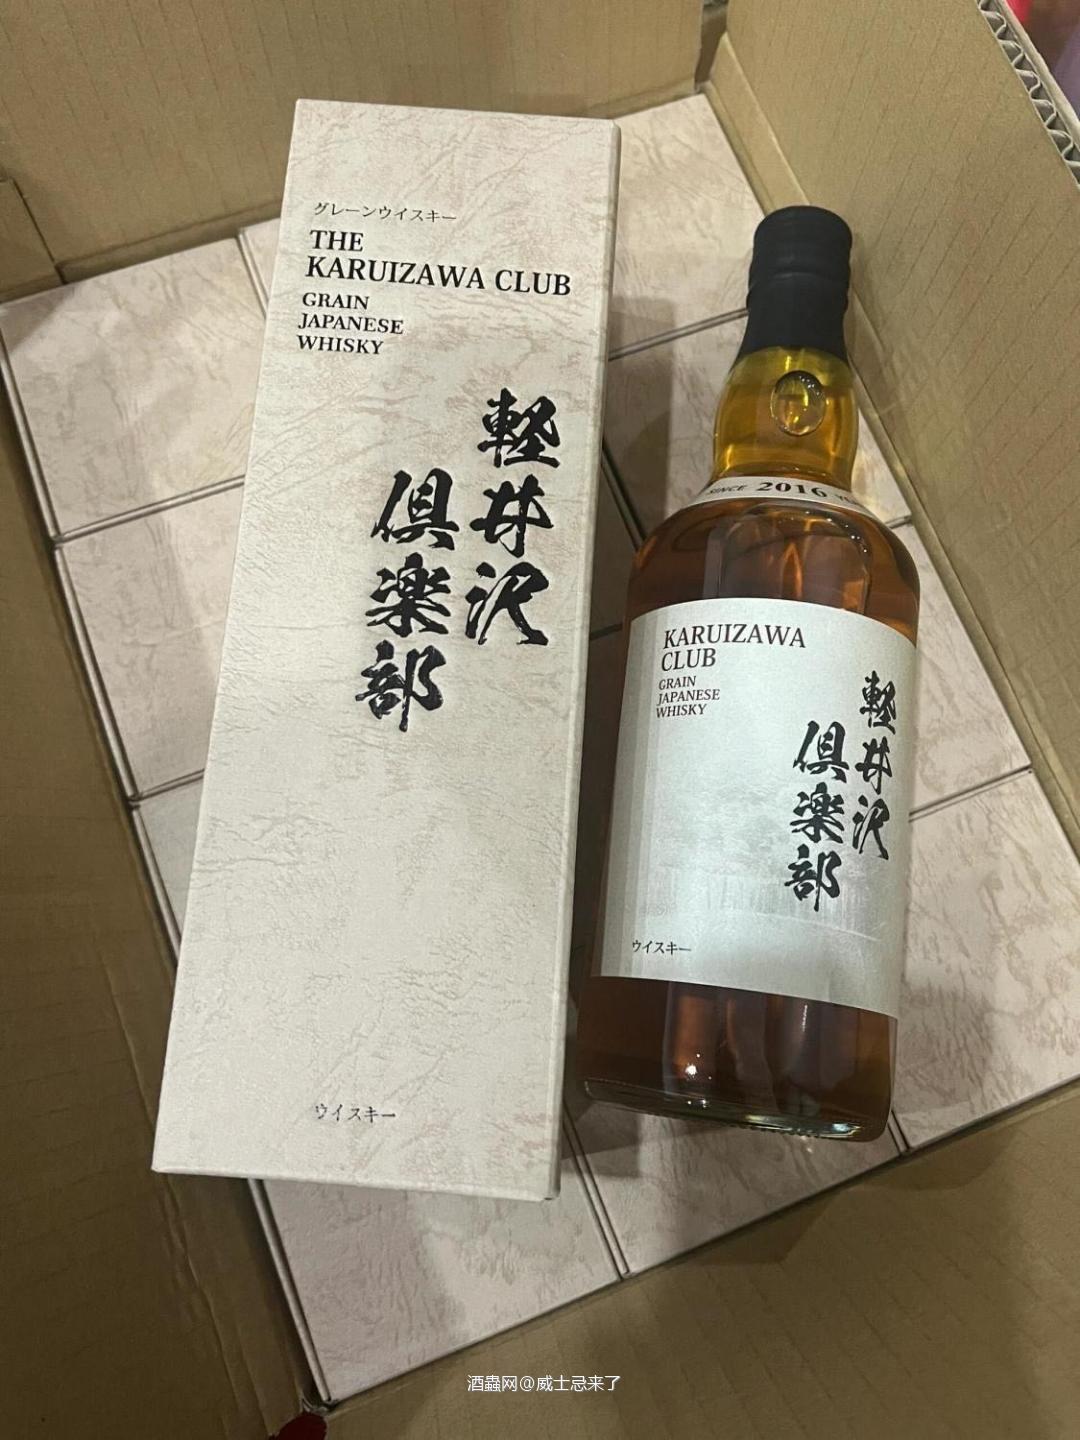 グレーンウイスキー
THE
KARUIZAWA CLUB
GRAIN
JAPANESE
WHISKY
軽井沢
倶楽部
ウイスキー
SINCE 2016
KARUIZAWA
CLUB
GRAIN
JAPANESE
WHISKY
軽井沢
倶楽部
ウイスキー
酒蟲网@威士忌来了